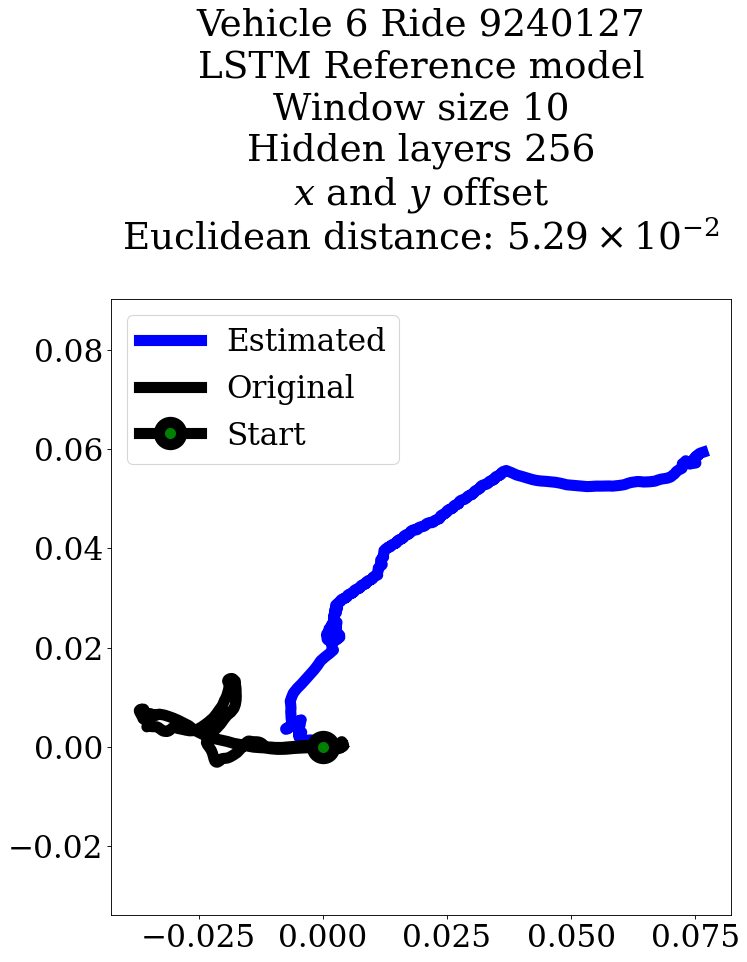 Vehicle 6 Ride 9240127
LSTM Reference model
Window size 10
Hidden layers 256
x and y offset
Euclidean distance: 5.29 × 10⁻²
Estimated
Original
Start
0.08
0.06
0.04
0.02
0.00
−0.02
−0.025 0.000 0.025 0.050 0.075